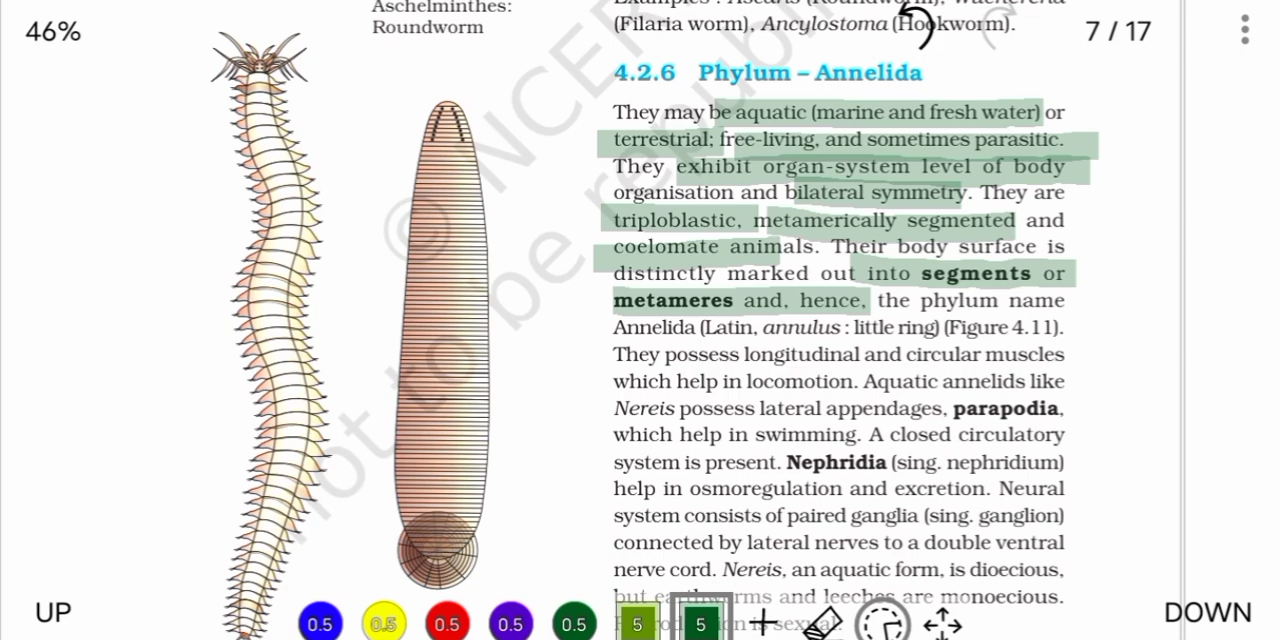 46%
Aschelminthes:
Roundworm
(Filaria worm), Ancylostoma (Hookworm).
7 / 17
4.2.6 Phylum – Annelida
They may be aquatic (marine and fresh water) or
terrestrial; free-living, and sometimes parasitic.
They exhibit organ-system level of body
organisation and bilateral symmetry. They are
triploblastic, metamerically segmented and
coelomate animals. Their body surface is
distinctly marked out into segments or
metameres and, hence, the phylum name
Annelida (Latin, annulus : little ring) (Figure 4.11).
They possess longitudinal and circular muscles
which help in locomotion. Aquatic annelids like
Nereis possess lateral appendages, parapodia,
which help in swimming. A closed circulatory
system is present. Nephridia (sing. nephridium)
help in osmoregulation and excretion. Neural
system consists of paired ganglia (sing. ganglion)
connected by lateral nerves to a double ventral
nerve cord. Nereis, an aquatic form, is dioecious,
but earthworms and leeches are monoecious.
© NCER
not to be republ
UP
0.5 0.5 0.5 0.5 0.5 5 5
DOWN